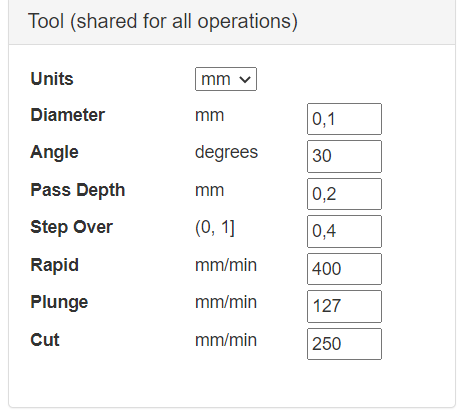 Tool (shared for all operations)
Units mm
Diameter mm 0,1
Angle degrees 30
Pass Depth mm 0,2
Step Over (0, 1] 0,4
Rapid mm/min 400
Plunge mm/min 127
Cut mm/min 250